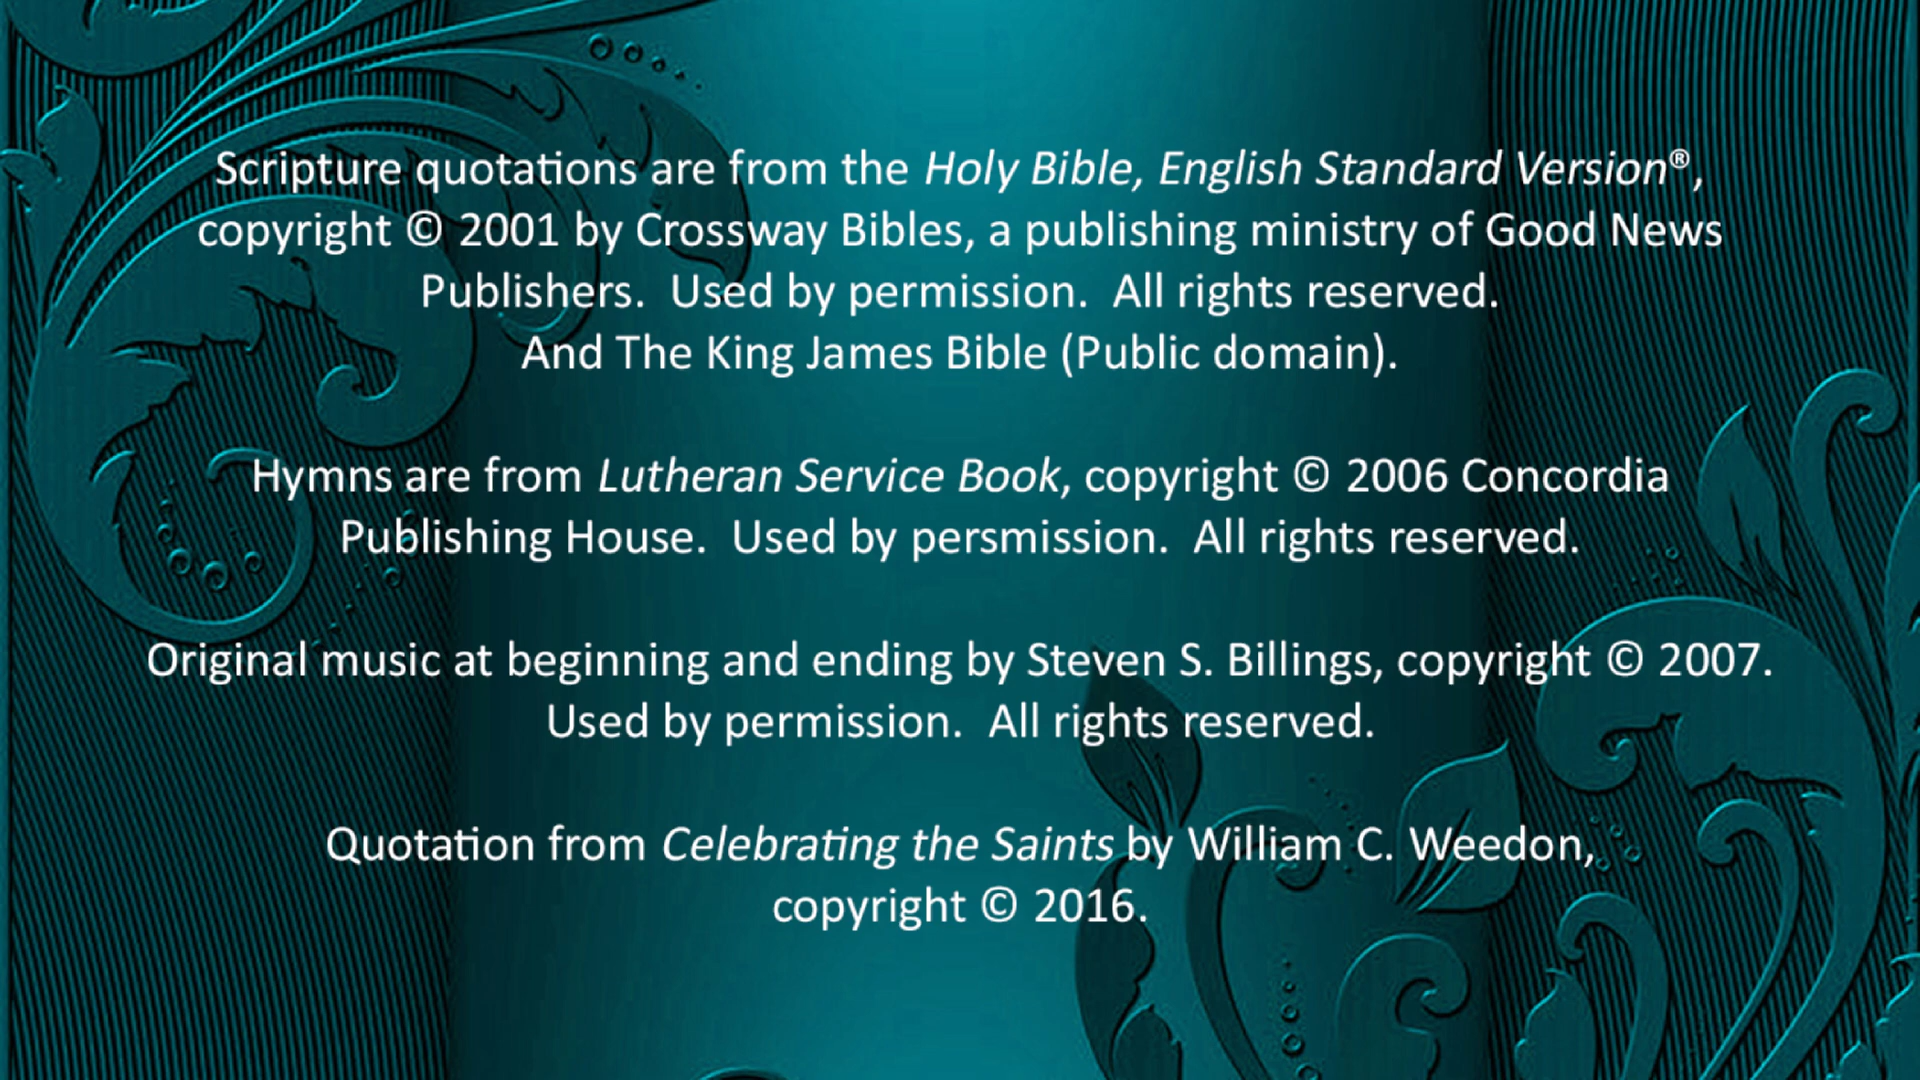 Scripture quotations are from the Holy Bible, English Standard Version®,
copyright © 2001 by Crossway Bibles, a publishing ministry of Good News
Publishers.  Used by permission.  All rights reserved.
And The King James Bible (Public domain).
Hymns are from Lutheran Service Book, copyright © 2006 Concordia
Publishing House.  Used by persmission.  All rights reserved.
Original music at beginning and ending by Steven S. Billings, copyright © 2007.
Used by permission.  All rights reserved.
Quotation from Celebrating the Saints by William C. Weedon,
copyright © 2016.